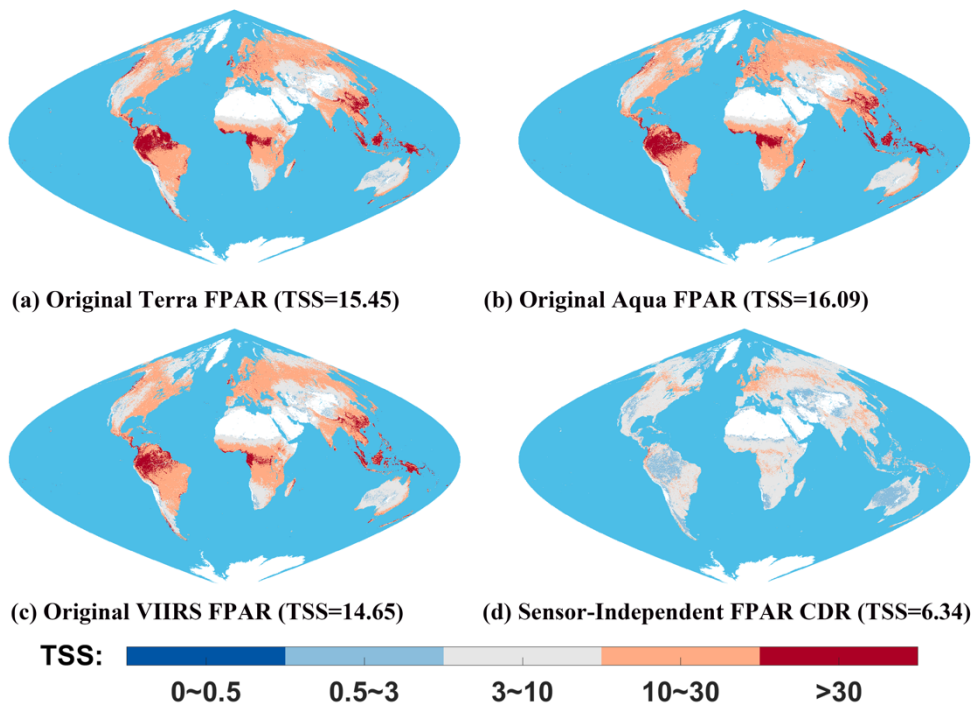 (a) Original Terra FPAR (TSS=15.45)
(b) Original Aqua FPAR (TSS=16.09)
(c) Original VIIRS FPAR (TSS=14.65)
(d) Sensor-Independent FPAR CDR (TSS=6.34)
TSS:
0~0.5 0.5~3 3~10 10~30 >30